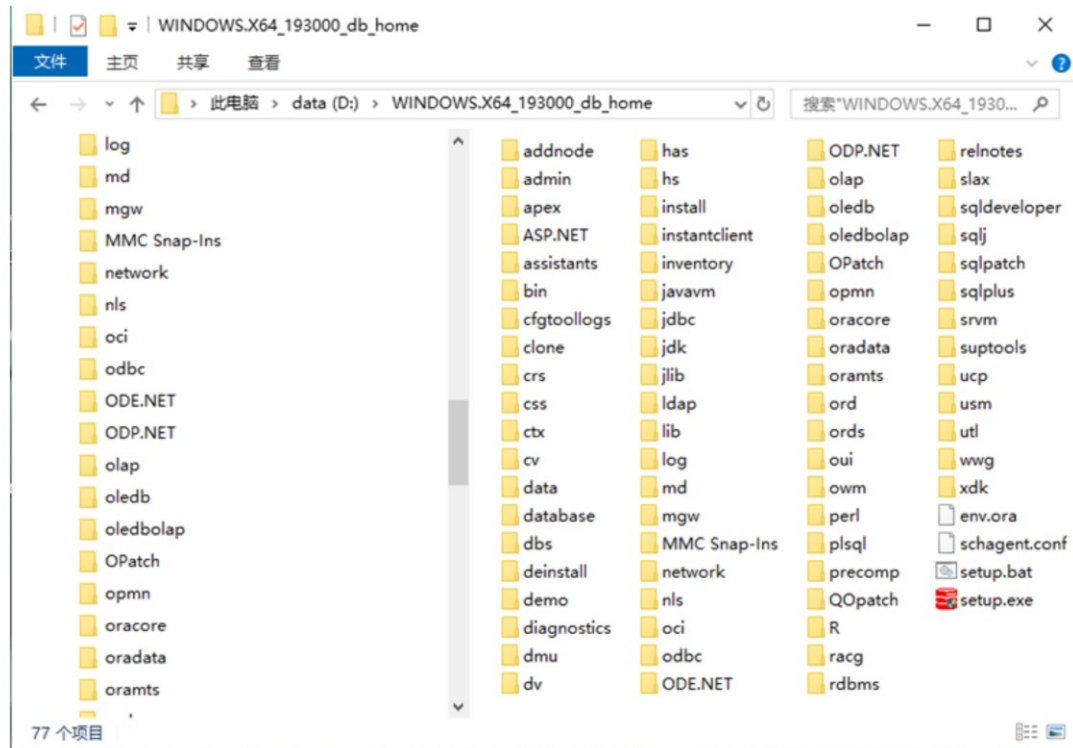 WINDOWS.X64_193000_db_home
文件 主页 共享 查看
此电脑 › data (D:) › WINDOWS.X64_193000_db_home 搜索"WINDOWS.X64_1930...
log
md
mgw
MMC Snap-Ins
network
nls
oci
odbc
ODE.NET
ODP.NET
olap
oledb
oledbolap
OPatch
opmn
oracore
oradata
oramts
addnode
admin
apex
ASP.NET
assistants
bin
cfgtoollogs
clone
crs
css
ctx
cv
data
database
dbs
deinstall
demo
diagnostics
dmu
dv
has
hs
install
instantclient
inventory
javavm
jdbc
jdk
jlib
ldap
lib
log
md
mgw
MMC Snap-Ins
network
nls
oci
odbc
ODE.NET
ODP.NET
olap
oledb
oledbolap
OPatch
opmn
oracore
oradata
oramts
ord
ords
oui
owm
perl
plsql
precomp
QOpatch
R
racg
rdbms
relnotes
slax
sqldeveloper
sqlj
sqlpatch
sqlplus
srvm
suptools
ucp
usm
utl
wwg
xdk
env.ora
schagent.conf
setup.bat
setup.exe
77 个项目